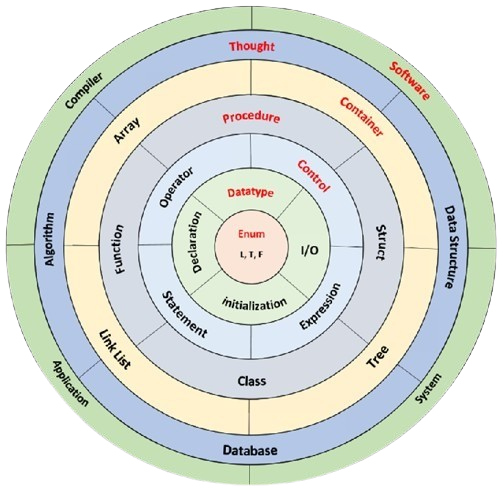 Thought
Software
Compiler
Container
Array
Procedure
Control
Operator
Datatype
Enum
L, T, F
Declaration
I/O
Function
Struct
Algorithm
Data Structure
initialization
Statement
Expression
Link List
Tree
Class
Application
System
Database